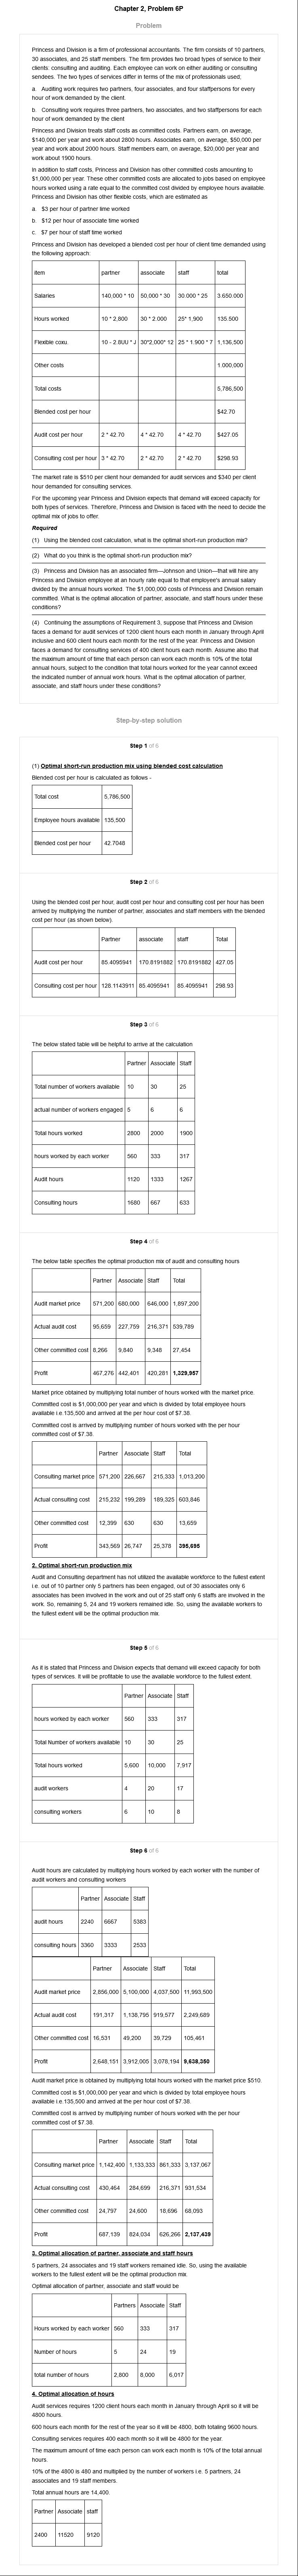 Chapter 2, Problem 6P
Problem
Princess and Division is a firm of professional accountants. The firm consists of 10 partners,
30 associates, and 25 staff members. The firm provides two broad types of service to their
clients: consulting and auditing. Each employee can work on either auditing or consulting
sendees. The two types of services differ in terms of the mix of professionals used,
a. Auditing work requires two partners, four associates, and four staffpersons for every
hour of work demanded by the client.
b. Consulting work requires three partners, two associates, and two staffpersons for each
hour of work demanded by the client
Princess and Division treats staff costs as committed costs. Partners earn, on average,
$140,000 per year and work about 2800 hours. Associates earn, on average, $50,000 per
year and work about 2000 hours. Staff members earn, on average, $20,000 per year and
work about 1900 hours.
In addition to staff costs, Princess and Division has other committed costs amounting to
$1,000,000 per year. These other committed costs are allocated to jobs based on employee
hours worked using a rate equal to the committed cost divided by employee hours available.
Princess and Division has other flexible costs, which are estimated as
a. $3 per hour of partner lime worked
b. $12 per hour of associate time worked
c. $7 per hour of staff time worked
Princess and Division has developed a blended cost per hour of client time demanded using
the following approach:
item partner associate staff total
Salaries 140,000 * 10 50,000 * 30 30.000 * 25 3.650.000
Hours worked 10 * 2,800 30 * 2.000 25* 1,900 135.500
Flexible coxu. 10 - 2.8UU * J 30*2,000* 12 25 * 1 900 * 7 1,136,500
Other costs 1.000,000
Total costs 5,786,500
Blended cost per hour $42.70
Audit cost per hour 2 * 42.70 4 * 42.70 4 * 42.70 $427.05
Consulting cost per hour 3 * 42.70 2 * 42.70 2 * 42.70 $298.93
The market rate is $510 per client hour demanded for audit services and $340 per client
hour demanded for consulting services.
For the upcoming year Princess and Division expects that demand will exceed capacity for
both types of services. Therefore, Princess and Division is faced with the need to decide the
optimal mix of jobs to offer.
Required
(1) Using the blended cost calculation, what is the optimal short-run production mix?
(2) What do you think is the optimal short-run production mix?
(3) Princess and Division has an associated firm—Johnson and Union—that will hire any
Princess and Division employee at an hourly rate equal to that employee's annual salary
divided by the annual hours worked. The $1,000,000 costs of Princess and Division remain
committed. What is the optimal allocation of partner, associate, and staff hours under these
conditions?
(4) Continuing the assumptions of Requirement 3, suppose that Princess and Division
faces a demand for audit services of 1200 client hours each month in January through April
inclusive and 600 client hours each month for the rest of the year. Princess and Division
faces a demand for consulting services of 400 client hours each month. Assume also that
the maximum amount of time that each person can work each month is 10% of the total
annual hours, subject to the condition that total hours worked for the year cannot exceed
the indicated number of annual work hours. What is the optimal allocation of partner,
associate, and staff hours under these conditions?
Step-by-step solution
Step 1 of 6
(1) Optimal short-run production mix using blended cost calculation
Blended cost per hour is calculated as follows -
Total cost 5,786,500
Employee hours available 135,500
Blended cost per hour 42.7048
Step 2 of 6
Using the blended cost per hour, audit cost per hour and consulting cost per hour has been
arrived by multiplying the number of partner, associates and staff members with the blended
cost per hour (as shown below).
Partner associate staff Total
Audit cost per hour 85.4095941 170.8191882 170.8191882 427.05
Consulting cost per hour 128.1143911 85.4095941 85.4095941 298.93
Step 3 of 6
The below stated table will be helpful to arrive at the calculation
Partner Associate Staff
Total number of workers available 10 30 25
actual number of workers engaged 5 6 6
Total hours worked 2800 2000 1900
hours worked by each worker 560 333 317
Audit hours 1120 1333 1267
Consulting hours 1680 667 633
Step 4 of 6
The below table specifies the optimal production mix of audit and consulting hours
Partner Associate Staff Total
Audit market price 571,200 680,000 646,000 1,897,200
Actual audit cost 95,659 227,759 216,371 539,789
Other committed cost 8,266 9,840 9,348 27,454
Profit 467,276 442,401 420,281 1,329,957
Market price obtained by multiplying total number of hours worked with the market price.
Committed cost is $1,000,000 per year and which is divided by total employee hours
available i.e.135,500 and arrived at the per hour cost of $7.38.
Committed cost is arrived by multiplying number of hours worked with the per hour
committed cost of $7.38.
Partner Associate Staff Total
Consulting market price 571,200 226,667 215,333 1,013,200
Actual consulting cost 215,232 199,289 189,325 603,846
Other committed cost 12,399 630 630 13,659
Profit 343,569 26,747 25,378 395,695
2. Optimal short-run production mix
Audit and Consulting department has not utilized the available workforce to the fullest extent
i.e. out of 10 partner only 5 partners has been engaged, out of 30 associates only 6
associates has been involved in the work and out of 25 staff only 6 staffs are involved in the
work. So, remaining 5, 24 and 19 workers remained idle. So, using the available workers to
the fullest extent will be the optimal production mix.
Step 5 of 6
As it is stated that Princess and Division expects that demand will exceed capacity for both
types of services. It will be profitable to use the available workforce to the fullest extent.
Partner Associate Staff
hours worked by each worker 560 333 317
Total Number of workers available 10 30 25
Total hours worked 5,600 10,000 7,917
audit workers 4 20 17
consulting workers 6 10 8
Step 6 of 6
Audit hours are calculated by multiplying hours worked by each worker with the number of
audit workers and consulting workers
Partner Associate Staff
audit hours 2240 6667 5383
consulting hours 3360 3333 2533
Partner Associate Staff Total
Audit market price 2,856,000 5,100,000 4,037,500 11,993,500
Actual audit cost 191,317 1,138,795 919,577 2,249,689
Other committed cost 16,531 49,200 39,729 105,461
Profit 2,648,151 3,912,005 3,078,194 9,638,350
Audit market price is obtained by multiplying total hours worked with the market price $510.
Committed cost is $1,000,000 per year and which is divided by total employee hours
available i.e.135,500 and arrived at the per hour cost of $7.38.
Committed cost is arrived by multiplying number of hours worked with the per hour
committed cost of $7.38.
Partner Associate Staff Total
Consulting market price 1,142,400 1,133,333 861,333 3,137,067
Actual consulting cost 430,464 284,699 216,371 931,534
Other committed cost 24,797 24,600 18,696 68,093
Profit 687,139 824,034 626,266 2,137,439
3. Optimal allocation of partner, associate and staff hours
5 partners, 24 associates and 19 staff workers remained idle. So, using the available
workers to the fullest extent will be the optimal production mix.
Optimal allocation of partner, associate and staff would be
Partners Associate Staff
Hours worked by each worker 560 333 317
Number of hours 5 24 19
total number of hours 2,800 8,000 6,017
4. Optimal allocation of hours
Audit services requires 1200 client hours each month in January through April so it will be
4800 hours.
600 hours each month for the rest of the year so it will be 4800, both totaling 9600 hours.
Consulting services require 400 each month so it will be 4800 for the year.
The maximum amount of time each person can work each month is 10% of the total annual
hours.
10% of the 4800 is 480 and multiplied by the number of workers i.e. 5 partners, 24
associates and 19 staff members.
Total annual hours are 14,400.
Partner Associate staff
2400 11520 9120